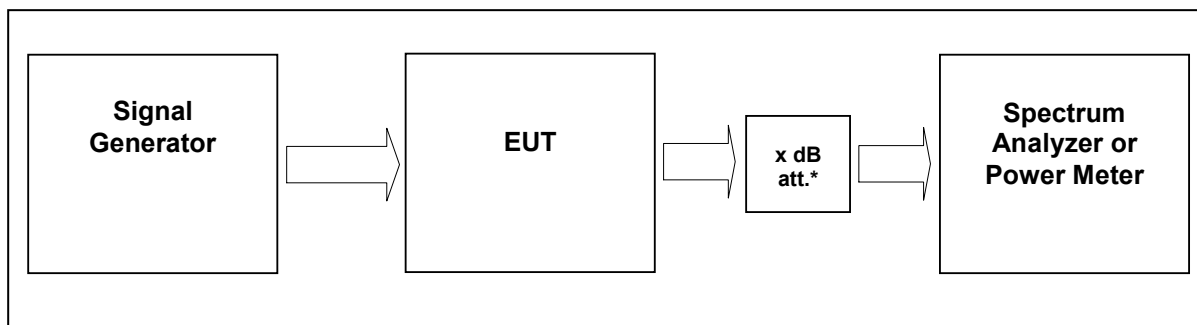 Signal
Generator
EUT
x dB
att.*
Spectrum
Analyzer or
Power Meter